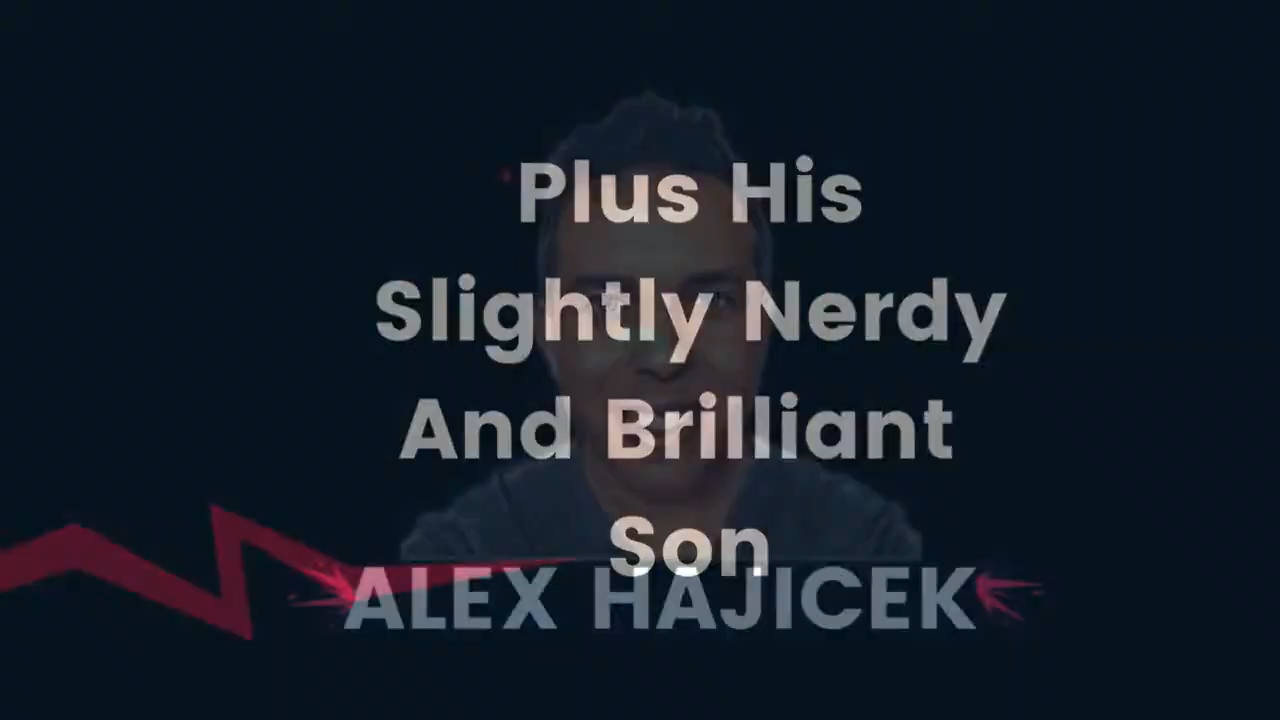 Plus His
Slightly Nerdy
And Brilliant
Son
ALEX HAJICEK